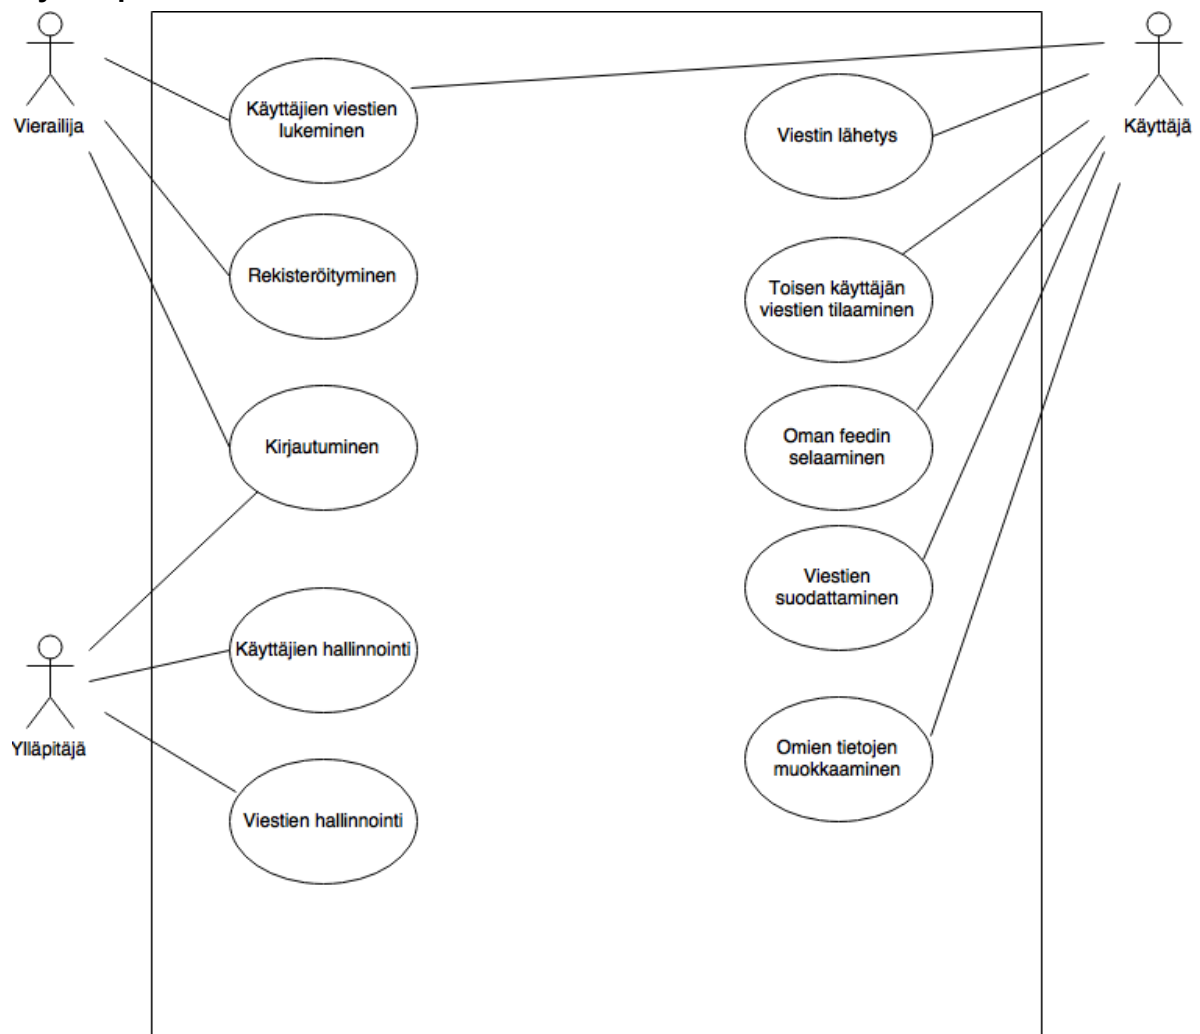 Vierailija
Käyttäjien viestien
lukeminen
Rekisteröityminen
Kirjautuminen
Ylläpitäjä
Käyttäjien hallinnointi
Viestien hallinnointi
Käyttäjä
Viestin lähetys
Toisen käyttäjän
viestien tilaaminen
Oman feedin
selaaminen
Viestien
suodattaminen
Omien tietojen
muokkaaminen